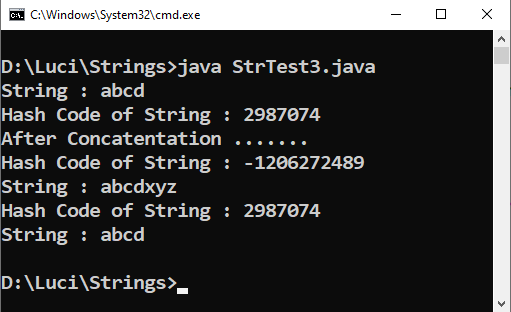 C:\Windows\System32\cmd.exe
D:\Luci\Strings>java StrTest3.java
String : abcd
Hash Code of String : 2987074
After Concatentation .......
Hash Code of String : -1206272489
String : abcdxyz
Hash Code of String : 2987074
String : abcd
D:\Luci\Strings>